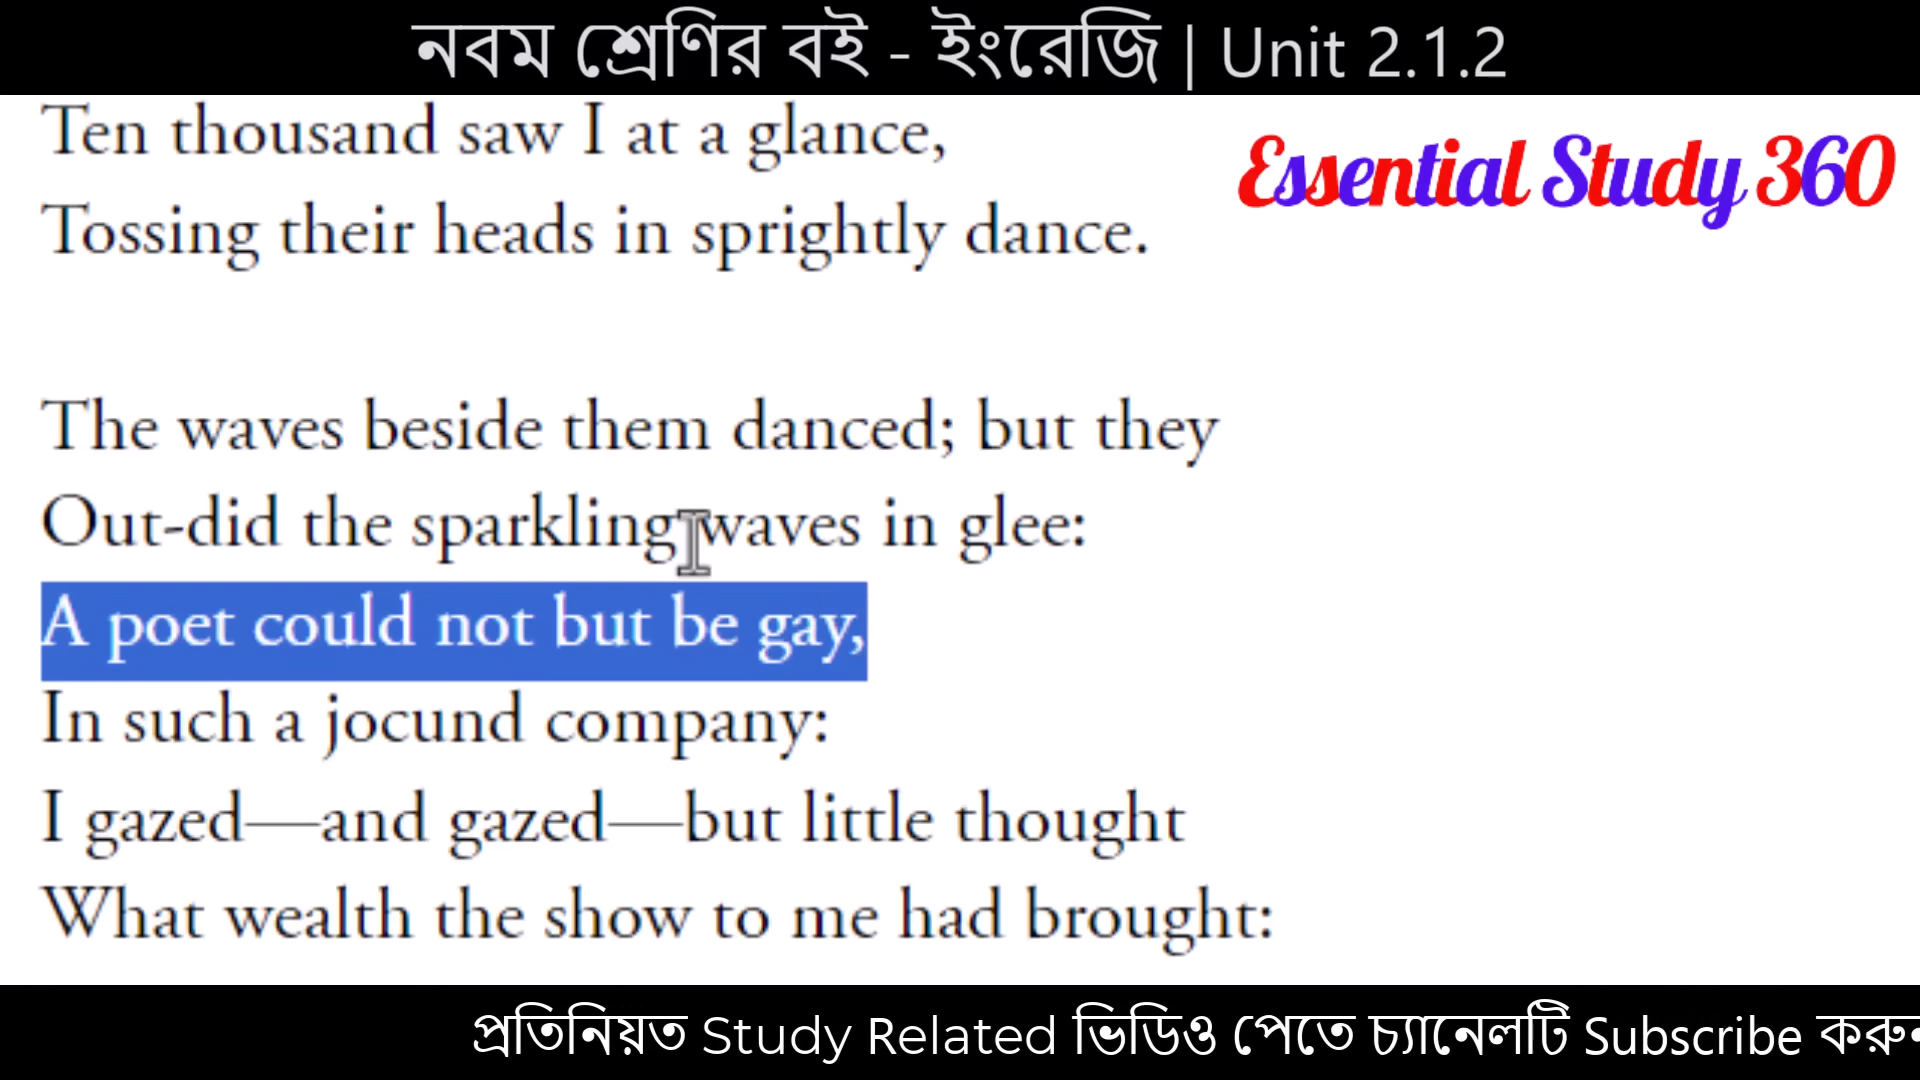 নবম শ্রেণির বই - ইংরেজি | Unit 2.1.2
Ten thousand saw I at a glance,
Essential Study 360
Tossing their heads in sprightly dance.
The waves beside them danced; but they
Out-did the sparkling waves in glee:
A poet could not but be gay,
In such a jocund company:
I gazed—and gazed—but little thought
What wealth the show to me had brought:
প্রতিনিয়ত Study Related ভিডিও পেতে চ্যানেলটি Subscribe